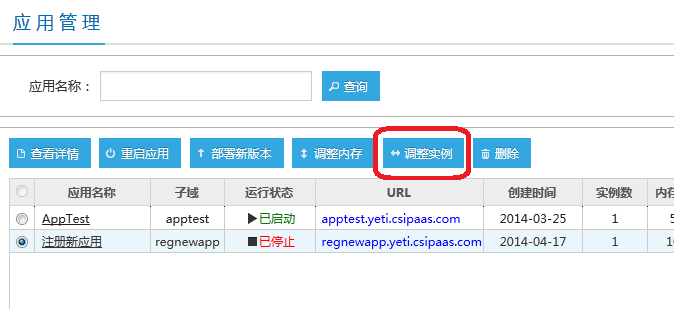 应用管理
应用名称： 查询
查看详情 重启应用 部署新版本 调整内存 调整实例 删除
应用名称 子域 运行状态 URL 创建时间 实例数 内存
AppTest apptest 已启动 apptest.yeti.csipaas.com 2014-03-25 1 5
注册新应用 regnewapp 已停止 regnewapp.yeti.csipaas.com 2014-04-17 1 10